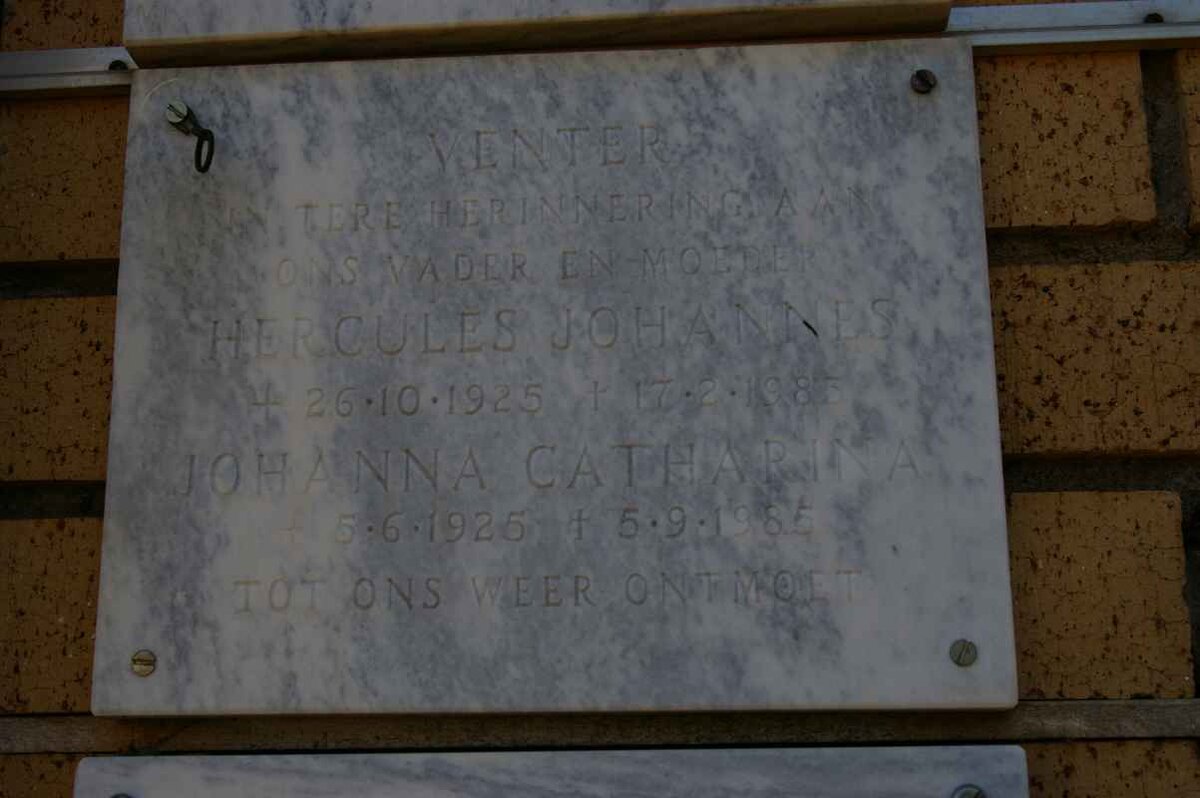 VENTER
IN TERE HERINNERING AAN
ONS VADER EN MOEDER
HERCULES JOHANNES
+ 26·10·1925 † 17·2·1983
JOHANNA CATHARINA
+ 5·6·1925 † 5·9·1985
TOT ONS WEER ONTMOET